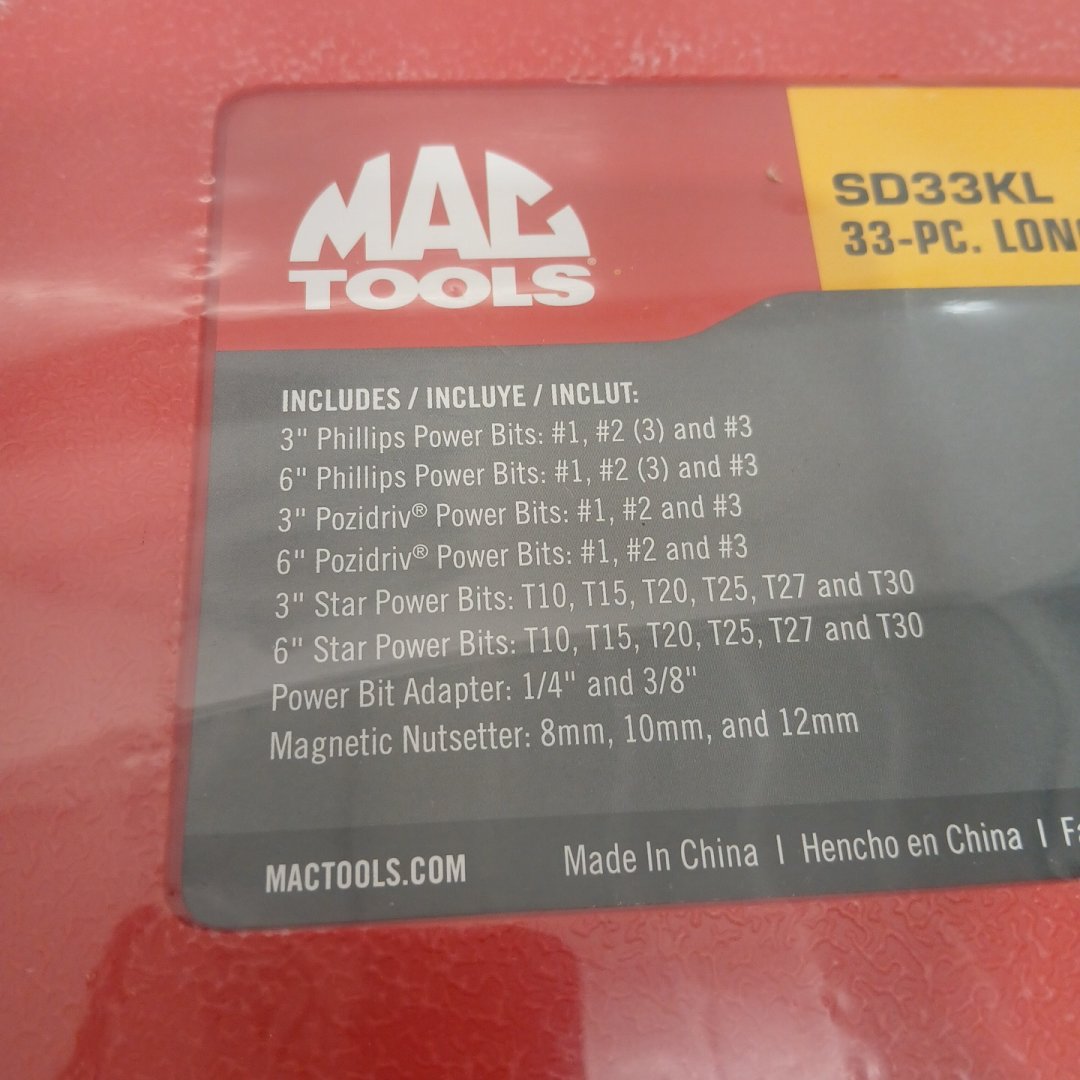 MAC
TOOLS
SD33KL
33-PC.
INCLUDES / INCLUYE / INCLUT:
3" Phillips Power Bits: #1, #2 (3) and #3
6" Phillips Power Bits: #1, #2 (3) and #3
3" Pozidriv® Power Bits: #1, #2 and #3
6" Pozidriv® Power Bits: #1, #2 and #3
3" Star Power Bits: T10, T15, T20, T25, T27 and T30
6" Star Power Bits: T10, T15, T20, T25, T27 and T30
Power Bit Adapter: 1/4" and 3/8"
Magnetic Nutsetter: 8mm, 10mm, and 12mm
MACTOOLS.COM
Made In China | Hencho en China |